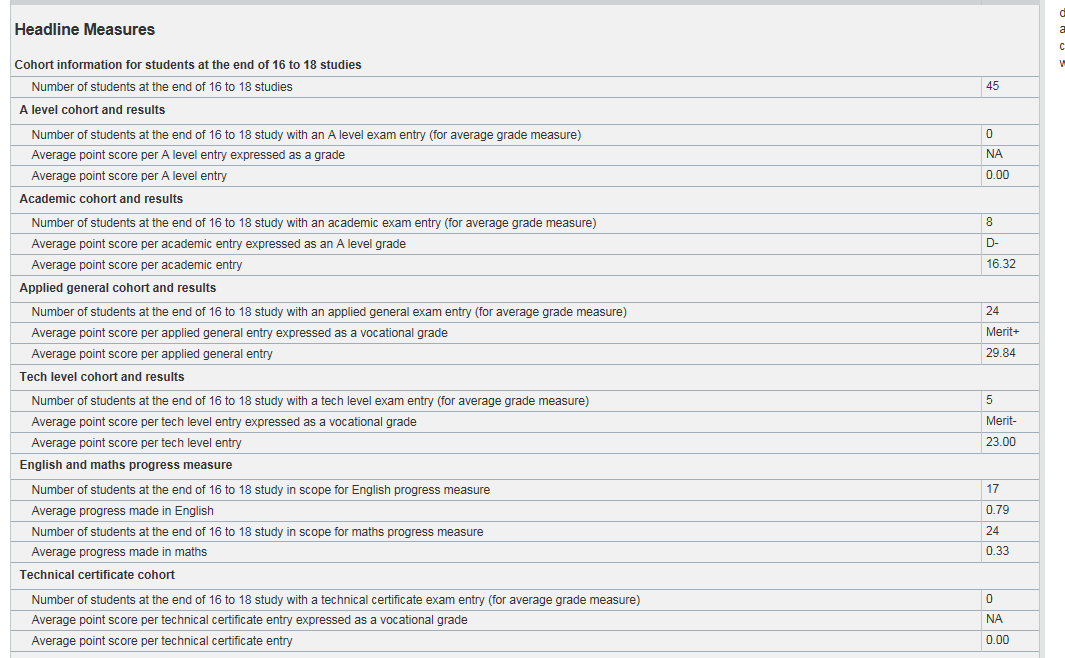 Headline Measures
Cohort information for students at the end of 16 to 18 studies
Number of students at the end of 16 to 18 studies 45
A level cohort and results
Number of students at the end of 16 to 18 study with an A level exam entry (for average grade measure) 0
Average point score per A level entry expressed as a grade NA
Average point score per A level entry 0.00
Academic cohort and results
Number of students at the end of 16 to 18 study with an academic exam entry (for average grade measure) 8
Average point score per academic entry expressed as an A level grade D-
Average point score per academic entry 16.32
Applied general cohort and results
Number of students at the end of 16 to 18 study with an applied general exam entry (for average grade measure) 24
Average point score per applied general entry expressed as a vocational grade Merit+
Average point score per applied general entry 29.84
Tech level cohort and results
Number of students at the end of 16 to 18 study with a tech level exam entry (for average grade measure) 5
Average point score per tech level entry expressed as a vocational grade Merit-
Average point score per tech level entry 23.00
English and maths progress measure
Number of students at the end of 16 to 18 study in scope for English progress measure 17
Average progress made in English 0.79
Number of students at the end of 16 to 18 study in scope for maths progress measure 24
Average progress made in maths 0.33
Technical certificate cohort
Number of students at the end of 16 to 18 study with a technical certificate exam entry (for average grade measure) 0
Average point score per technical certificate entry expressed as a vocational grade NA
Average point score per technical certificate entry 0.00